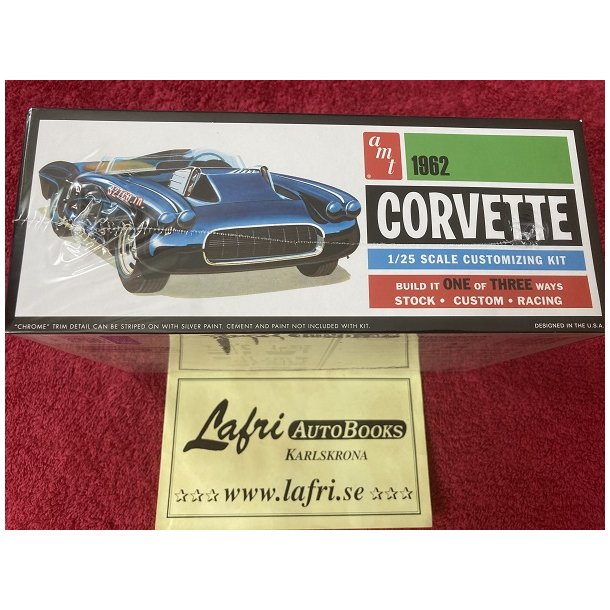 amt
1962
CORVETTE
1/25 SCALE CUSTOMIZING KIT
BUILD IT ONE OF THREE WAYS
STOCK · CUSTOM · RACING
"CHROME" TRIM DETAIL CAN BE STRIPED ON WITH SILVER PAINT. CEMENT AND PAINT NOT INCLUDED WITH KIT.
DESIGNED IN THE U.S.A.
Lafri AUTOBOOKS
KARLSKRONA
☆☆☆ www.lafri.se ☆☆☆